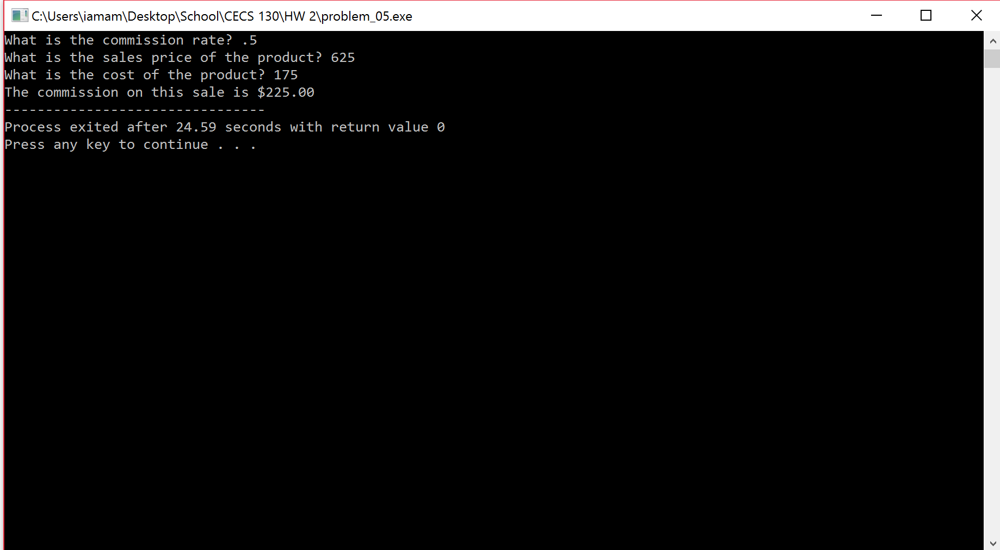 C:\Users\iamam\Desktop\School\CECS 130\HW 2\problem_05.exe
What is the commission rate? .5
What is the sales price of the product? 625
What is the cost of the product? 175
The commission on this sale is $225.00
--------------------------------
Process exited after 24.59 seconds with return value 0
Press any key to continue . . .